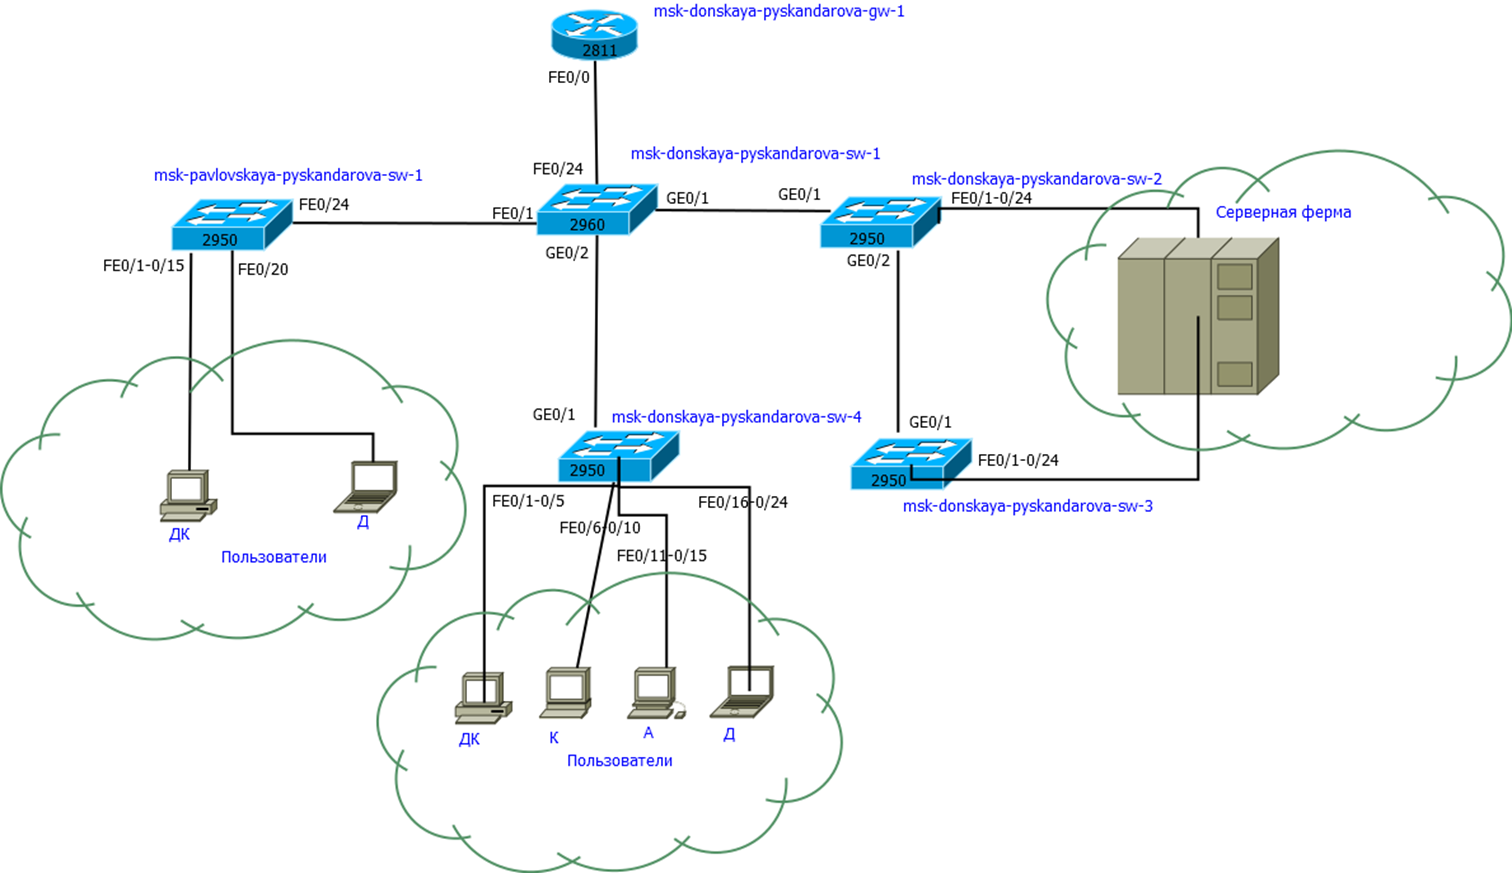 msk-donskaya-pyskandarova-gw-1
2811
FE0/0
msk-donskaya-pyskandarova-sw-1
FE0/24
msk-pavlovskaya-pyskandarova-sw-1
msk-donskaya-pyskandarova-sw-2
FE0/24
FE0/1
2960
GE0/1
GE0/1
FE0/1-0/24
Серверная ферма
2950
2950
GE0/2
GE0/2
FE0/1-0/15
FE0/20
GE0/1
msk-donskaya-pyskandarova-sw-4
GE0/1
2950
FE0/1-0/24
2950
msk-donskaya-pyskandarova-sw-3
FE0/1-0/5
FE0/16-0/24
FE0/6-0/10
FE0/11-0/15
ДК
Д
Пользователи
ДК
К
А
Д
Пользователи